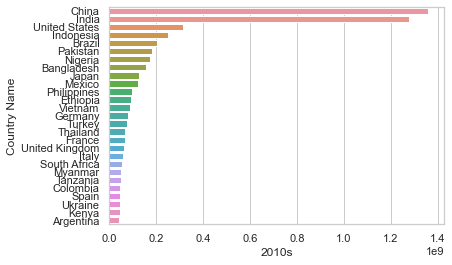 Country Name
China
India
United States
Indonesia
Brazil
Pakistan
Nigeria
Bangladesh
Japan
Mexico
Philippines
Ethiopia
Vietnam
Germany
Turkey
Thailand
France
United Kingdom
Italy
South Africa
Myanmar
Tanzania
Colombia
Spain
Ukraine
Kenya
Argentina
0.0 0.2 0.4 0.6 0.8 1.0 1.2 1.4
2010s
1e9